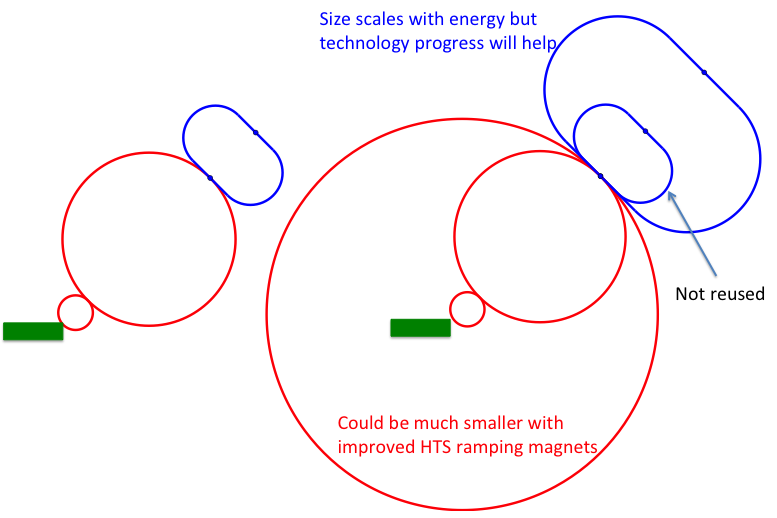 Size scales with energy but
technology progress will help
Not reused
Could be much smaller with
improved HTS ramping magnets